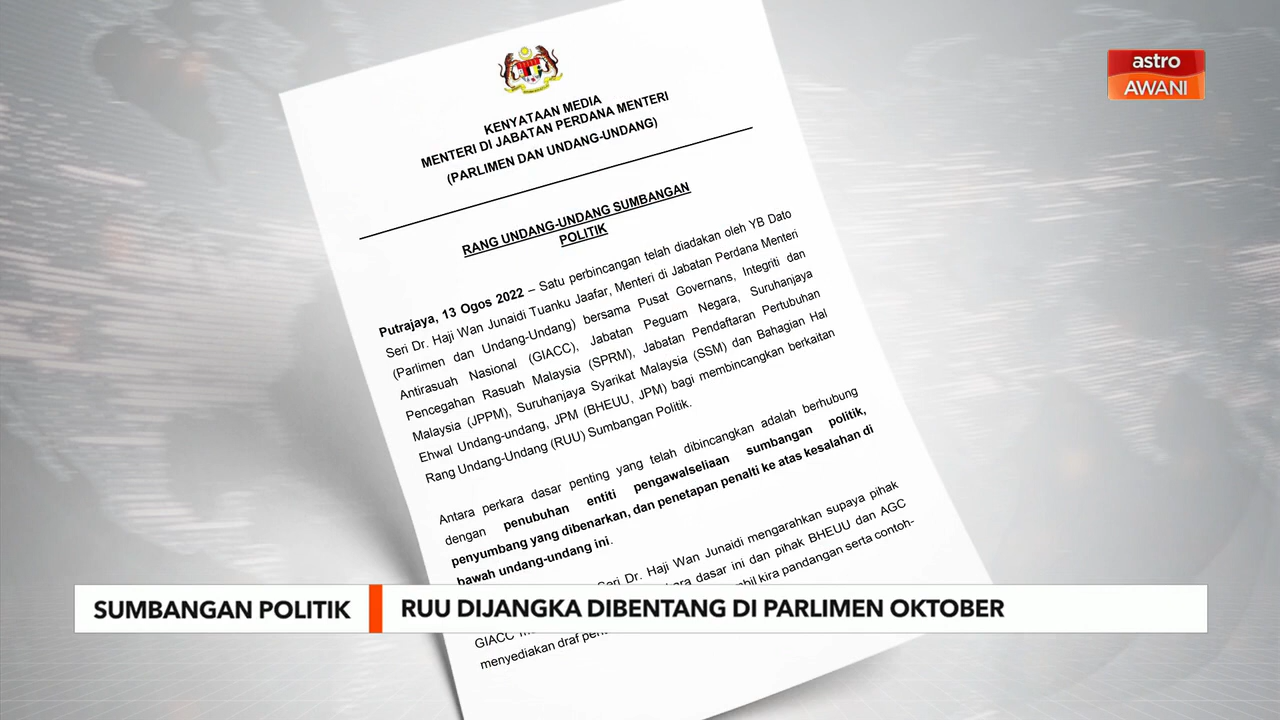 astro
AWANI
KENYATAAN MEDIA
MENTERI DI JABATAN PERDANA MENTERI
(PARLIMEN DAN UNDANG-UNDANG)
RANG UNDANG-UNDANG SUMBANGAN
POLITIK
Putrajaya, 13 Ogos 2022 – Satu perbincangan telah diadakan oleh YB Dato
Seri Dr. Haji Wan Junaidi Tuanku Jaafar, Menteri di Jabatan Perdana Menteri
(Parlimen dan Undang-Undang) bersama Pusat Governans, Integriti dan
Antirasuah Nasional (GIACC), Jabatan Peguam Negara, Suruhanjaya
Pencegahan Rasuah Malaysia (SPRM), Jabatan Pendaftaran Pertubuhan
Malaysia (JPPM), Suruhanjaya Syarikat Malaysia (SSM) dan Bahagian Hal
Ehwal Undang-undang, JPM (BHEUU, JPM) bagi membincangkan berkaitan
Rang Undang-Undang (RUU) Sumbangan Politik.
Antara perkara dasar penting yang telah dibincangkan adalah berhubung
dengan penubuhan entiti pengawalseliaan sumbangan politik,
penyumbang yang dibenarkan, dan penetapan penalti ke atas kesalahan di
bawah undang-undang ini.
Seri Dr. Haji Wan Junaidi mengarahkan supaya pihak
dasar ini dan pihak BHEUU dan AGC
kira pandangan serta contoh-
GIACC
menyediakan draf
SUMBANGAN POLITIK
RUU DIJANGKA DIBENTANG DI PARLIMEN OKTOBER